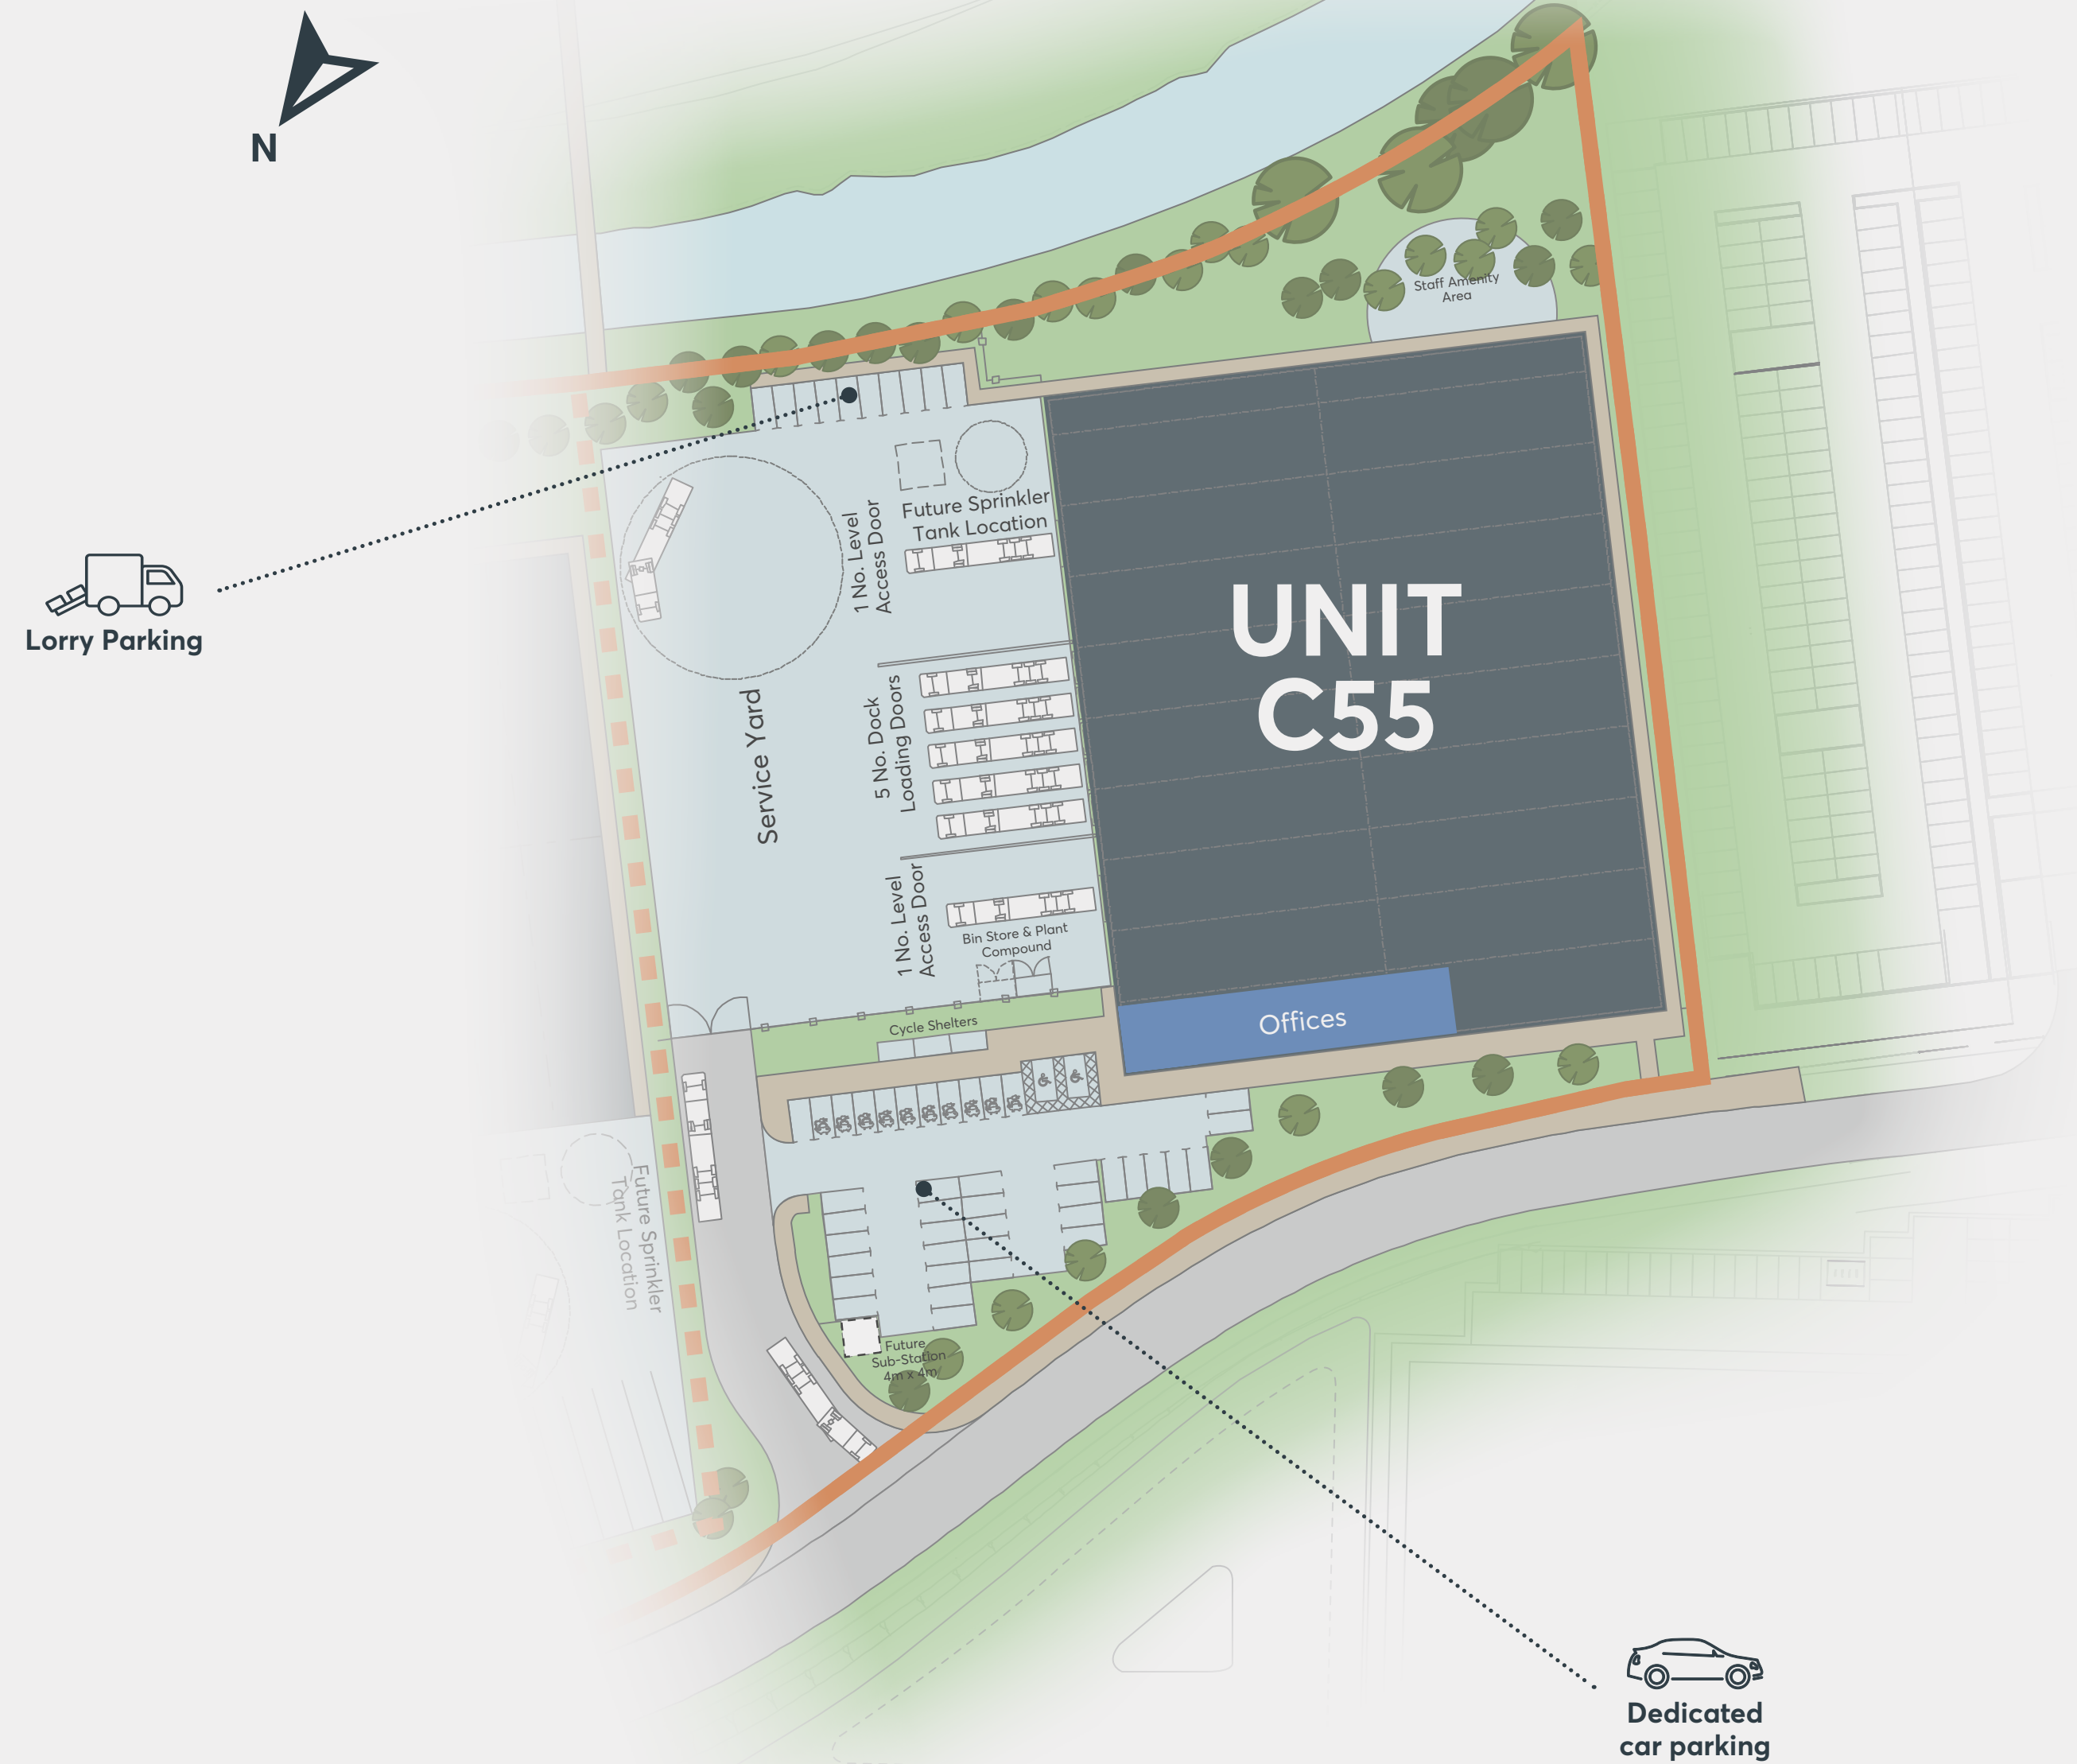 N
Staff Amenity
Area
Future Sprinkler
Tank Location
1 No. Level
Access Door
Lorry Parking
UNIT
C55
Service Yard
5 No. Dock
Loading Doors
1 No. Level
Access Door
Bin Store & Plant
Compound
Offices
Cycle Shelters
Future Sprinkler
Tank Location
Future
Sub-Station
4m x 4m
Dedicated
car parking